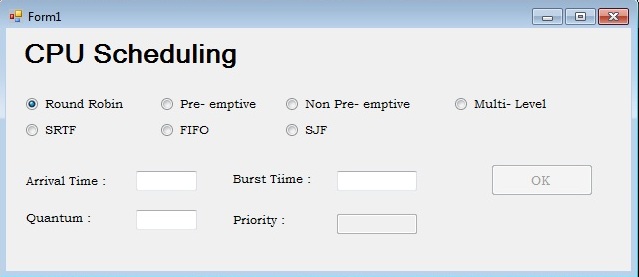 Form1
CPU Scheduling
Round Robin Pre- emptive Non Pre- emptive Multi- Level
SRTF FIFO SJF
Arrival Time : Burst Tiime : OK
Quantum : Priority :